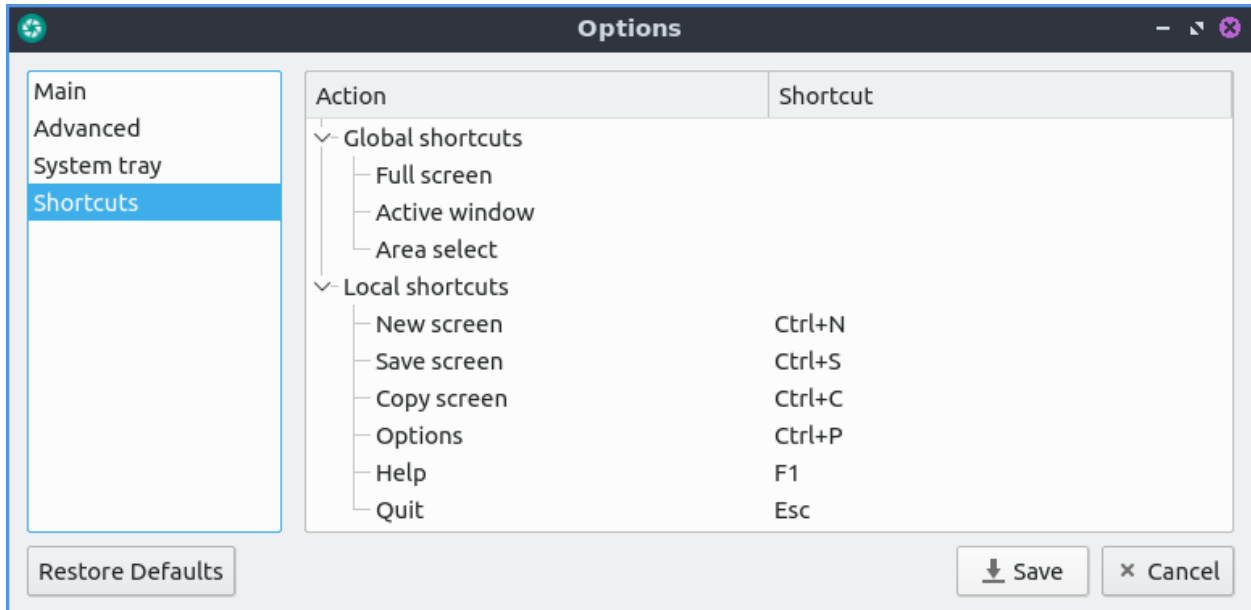 Options
Main
Advanced
System tray
Shortcuts
Action Shortcut
Global shortcuts
Full screen
Active window
Area select
Local shortcuts
New screen Ctrl+N
Save screen Ctrl+S
Copy screen Ctrl+C
Options Ctrl+P
Help F1
Quit Esc
Restore Defaults Save Cancel